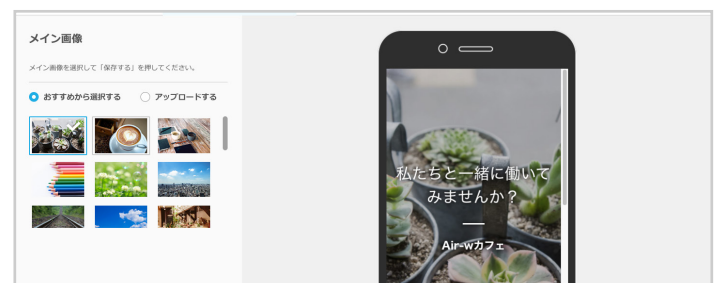 メイン画像
メイン画像を選択して「保存する」を押してください。
おすすめから選択する
アップロードする
私たちと一緒に働いて
みませんか？
Air-wカフェ